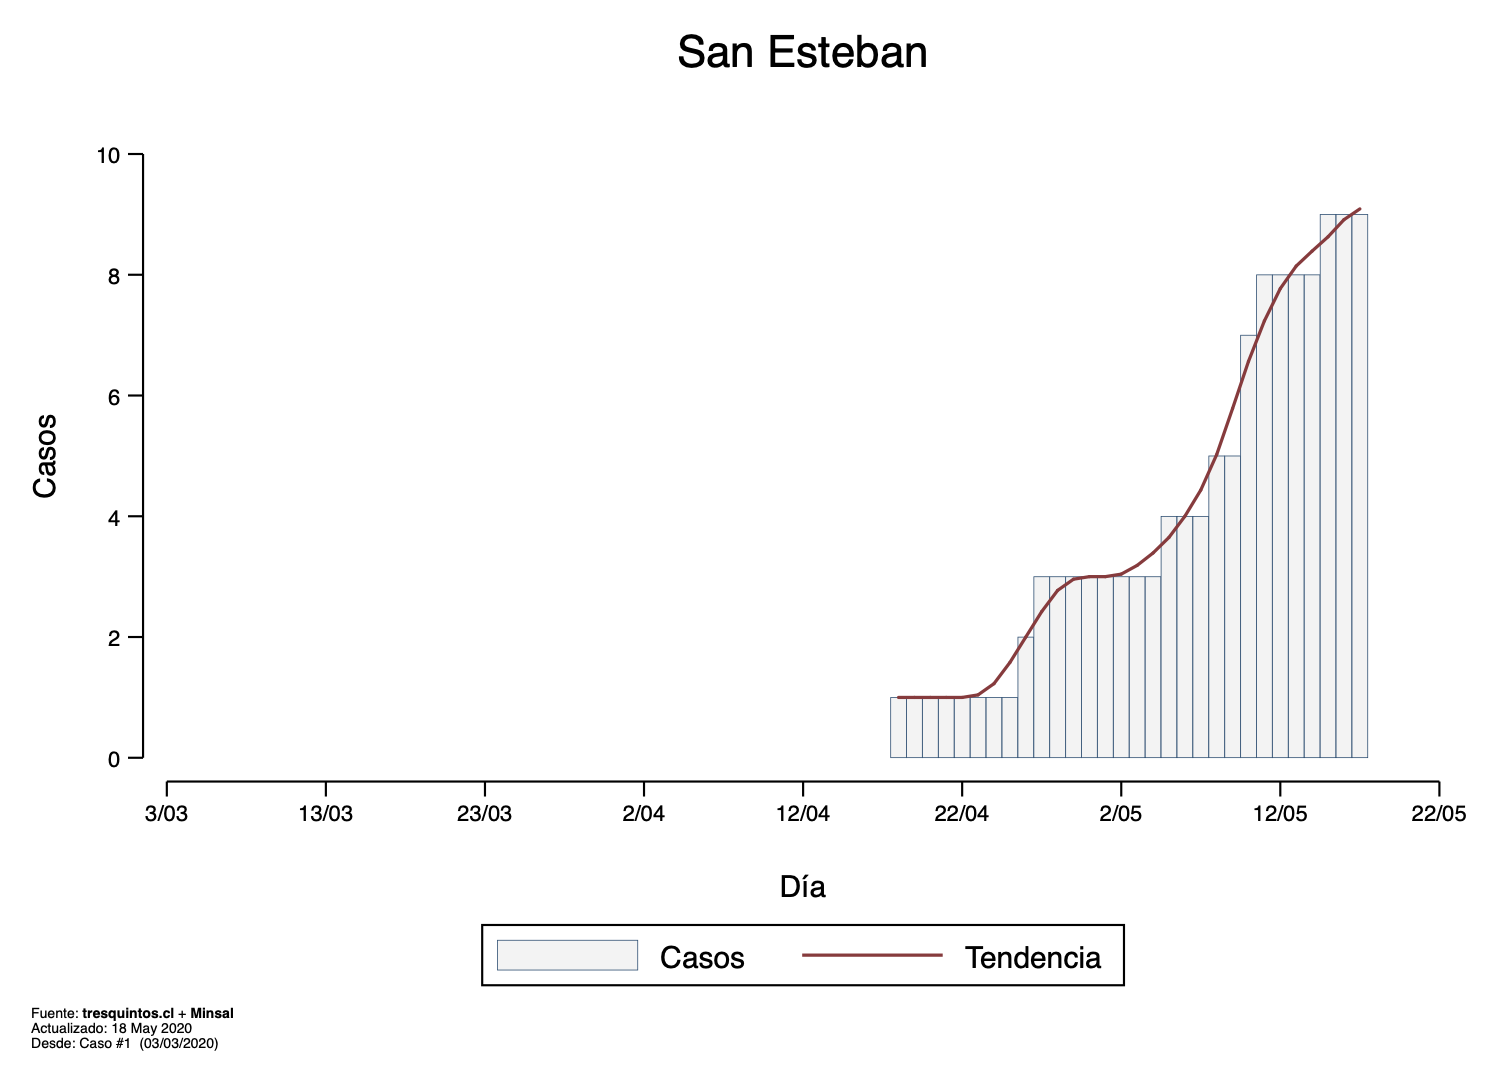 San Esteban
10
8
6
4
2
0
Casos
3/03 13/03 23/03 2/04 12/04 22/04 2/05 12/05 22/05
Día
Casos Tendencia
Fuente: tresquintos.cl + Minsal
Actualizado: 18 May 2020
Desde: Caso #1 (03/03/2020)